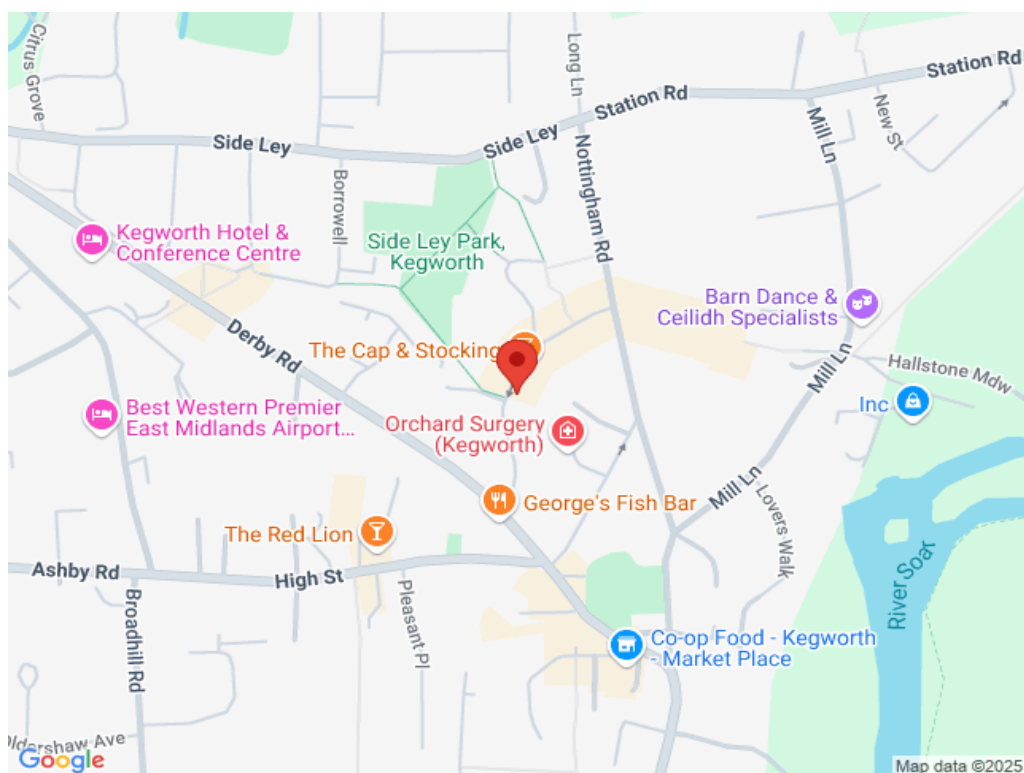 Citrus Grove
Long Ln
Station Rd
Station Rd
Side Ley
Side Ley
New St
Mill Ln
Nottingham Rd
Borrowell
Kegworth Hotel &
Conference Centre
Side Ley Park,
Kegworth
Barn Dance &
Ceilidh Specialists
Derby Rd
The Cap & Stocking
Mill Ln
Hallstone Mdw
Best Western Premier
East Midlands Airport...
Inc
Orchard Surgery
(Kegworth)
George's Fish Bar
Mill Ln
Lovers Walk
The Red Lion
River Soar
Ashby Rd
High St
Broadhill Rd
Pleasant Pl
Co-op Food - Kegworth
- Market Place
Oldershaw Ave
Google
Map data ©2025